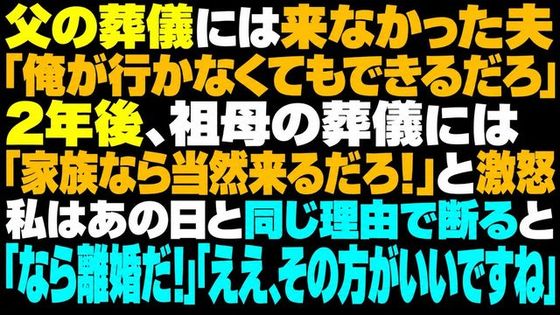 父の葬儀には来なかった夫
「俺が行かなくてもできるだろ」
2年後、祖母の葬儀には
「家族なら当然来るだろ!」と激怒
私はあの日と同じ理由で断ると
「なら離婚だ!」「ええ、その方がいいですね」